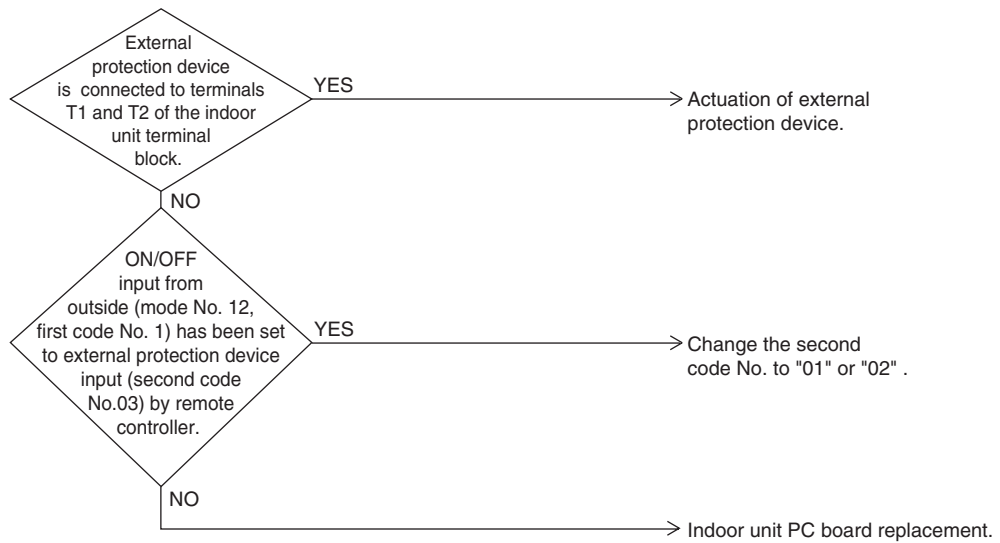 External
protection device
is connected to terminals
T1 and T2 of the indoor
unit terminal
block.
YES
Actuation of external
protection device.
NO
ON/OFF
input from
outside (mode No. 12,
first code No. 1) has been set
to external protection device
input (second code
No.03) by remote
controller.
YES
Change the second
code No. to "01" or "02" .
NO
Indoor unit PC board replacement.